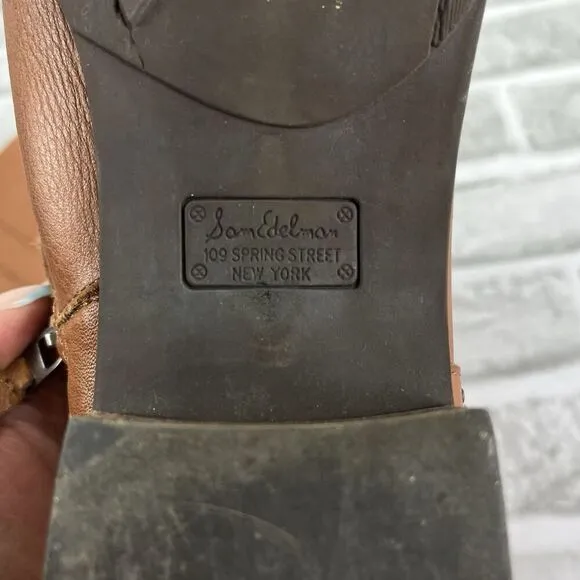 Sam Edelman
109 SPRING STREET
NEW YORK